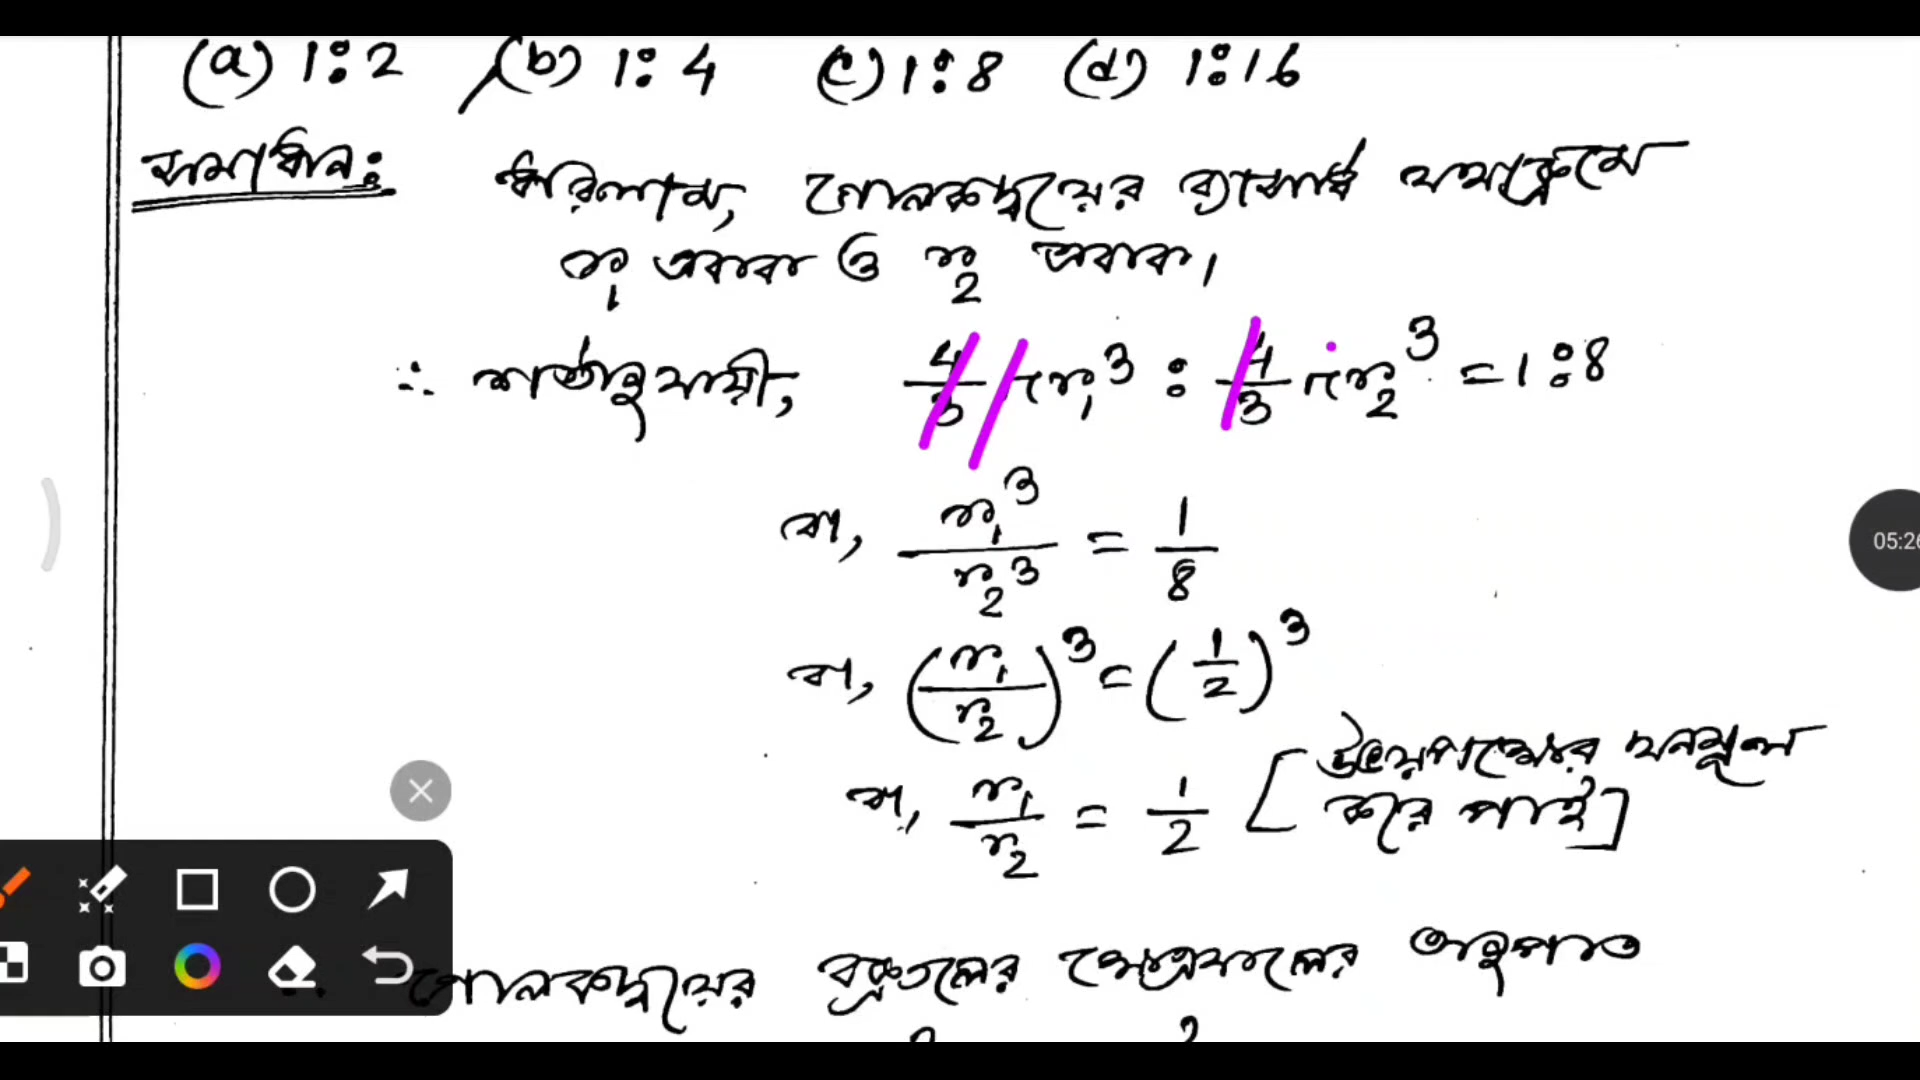 (a) 1:2 (b) 1:4 (c) 1:8 (d) 1:16
সমাধান:
ধরিলাম, গোলকদ্বয়ের ব্যাসার্ধ যথাক্রমে
r₁ একক ও r₂ একক।
∴ শর্তানুযায়ী, 4/3 πr₁³ : 4/3 πr₂³ = 1:8
বা, r₁³/r₂³ = 1/8
বা, (r₁/r₂)³ = (1/2)³
বা, r₁/r₂ = 1/2 [উভয়পক্ষের ঘনমূল
করে পাই]
গোলকদ্বয়ের বক্রতলের ক্ষেত্রফলের অনুপাত
05:26